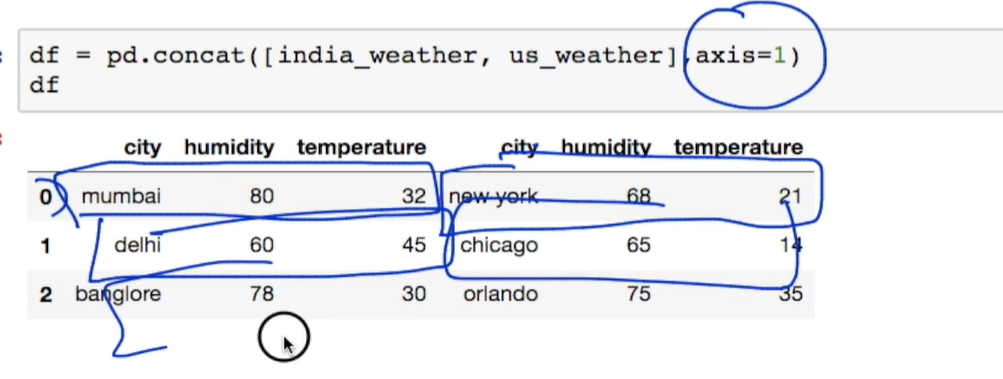 df = pd.concat([india_weather, us_weather],axis=1)
df
city humidity temperature city humidity temperature
0 mumbai 80 32 new york 68 21
1 delhi 60 45 chicago 65 14
2 banglore 78 30 orlando 75 35